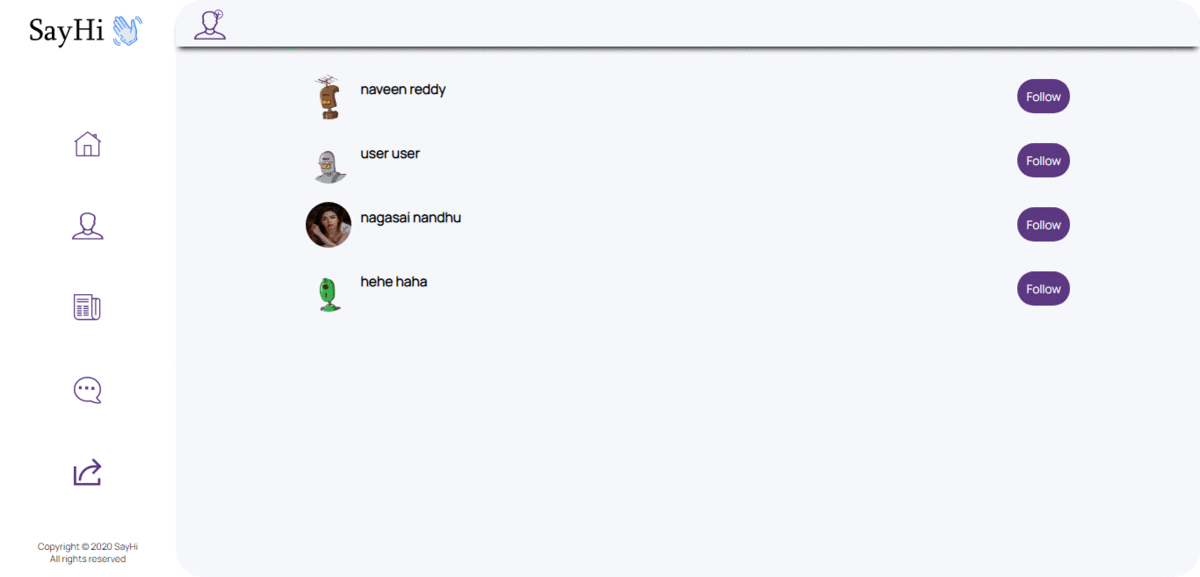 SayHi
naveen reddy
Follow
user user
Follow
nagasai nandhu
Follow
hehe haha
Follow
Copyright © 2020 SayHi
All rights reserved